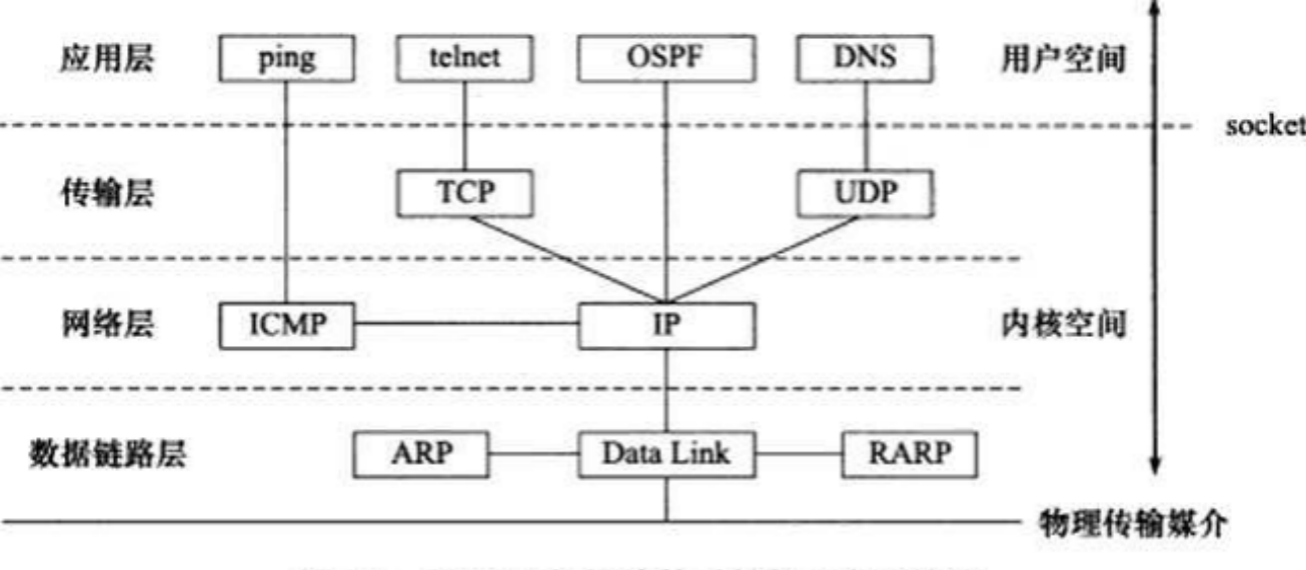 应用层 ping telnet OSPF DNS 用户空间
socket
传输层 TCP UDP
网络层 ICMP IP 内核空间
数据链路层 ARP Data Link RARP
物理传输媒介